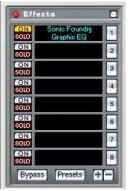 Effects
ON
SOLO
Sonic Foundry
Graphic EQ
1
ON
SOLO
2
ON
SOLO
3
ON
SOLO
4
ON
SOLO
5
ON
SOLO
6
ON
SOLO
7
ON
SOLO
8
Bypass Presets + −